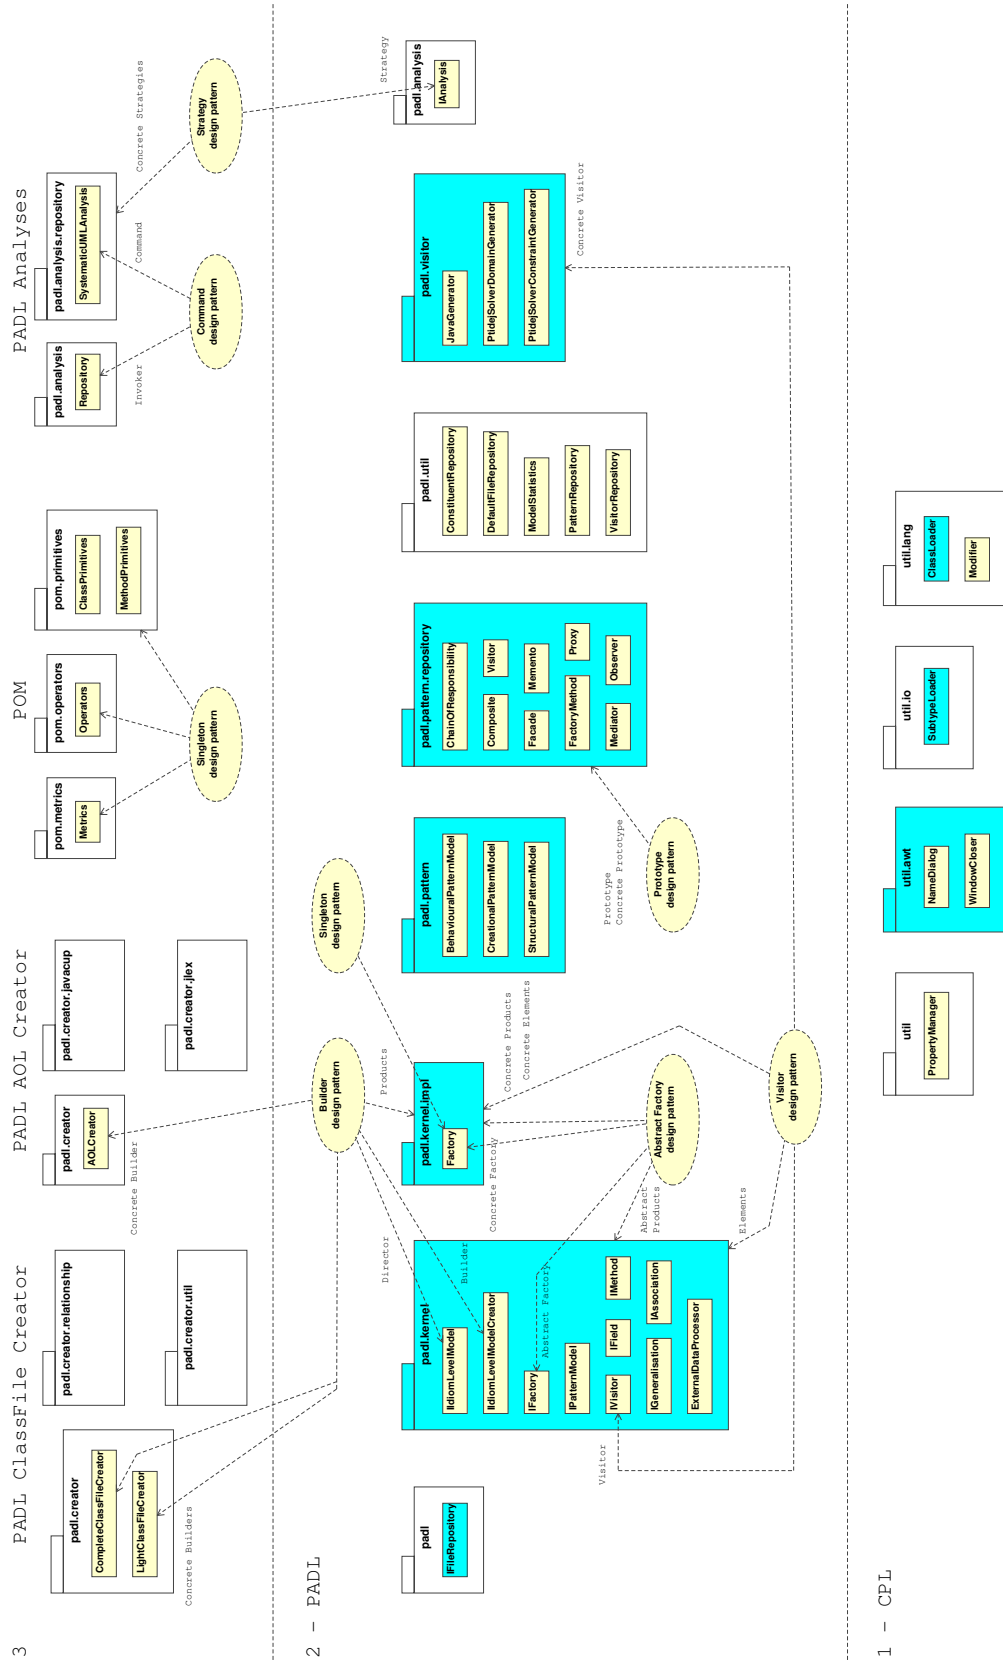 3
PADL ClassFile Creator
PADL AOL Creator
POM
PADL Analyses
padl.creator
CompleteClassFileCreator
LightClassFileCreator
Concrete Builders
padl.creator.relationship
padl.creator.util
padl.creator
AOLCreator
Concrete Builder
padl.creator.javacup
padl.creator.jlex
pom.metrics
Metrics
pom.operators
Operators
pom.primitives
ClassPrimitives
MethodPrimitives
Singleton
design pattern
padl.analysis
Repository
Invoker
padl.analysis.repository
SystematicUMLAnalysis
Command
Concrete Strategies
Command
design pattern
Strategy
design pattern
2 - PADL
Builder
design pattern
Singleton
design pattern
Director
Builder
Products
padl
IFileRepository
padl.kernel
IIdiomLevelModel
IIdiomLevelModelCreator
IFactory
Abstract Factory
IPatternModel
IVisitor
IField
IMethod
IGeneralisation
IAssociation
ExternalDataProcessor
Visitor
padl.kernel.impl
Factory
Concrete Factory
Concrete Products
Concrete Elements
Abstract
Products
Abstract Factory
design pattern
Elements
Visitor
design pattern
padl.pattern
BehaviouralPatternModel
CreationalPatternModel
StructuralPatternModel
Prototype
Concrete Prototype
Prototype
design pattern
padl.pattern.repository
ChainOfResponsibility
Composite
Visitor
Facade
Memento
FactoryMethod
Proxy
Mediator
Observer
padl.util
ConstituentRepository
DefaultFileRepository
ModelStatistics
PatternRepository
VisitorRepository
padl.visitor
JavaGenerator
PtidejSolverDomainGenerator
PtidejSolverConstraintGenerator
Concrete Visitor
Strategy
padl.analysis
IAnalysis
1 - CPL
util
PropertyManager
util.awt
NameDialog
WindowCloser
util.io
SubtypeLoader
util.lang
ClassLoader
Modifier